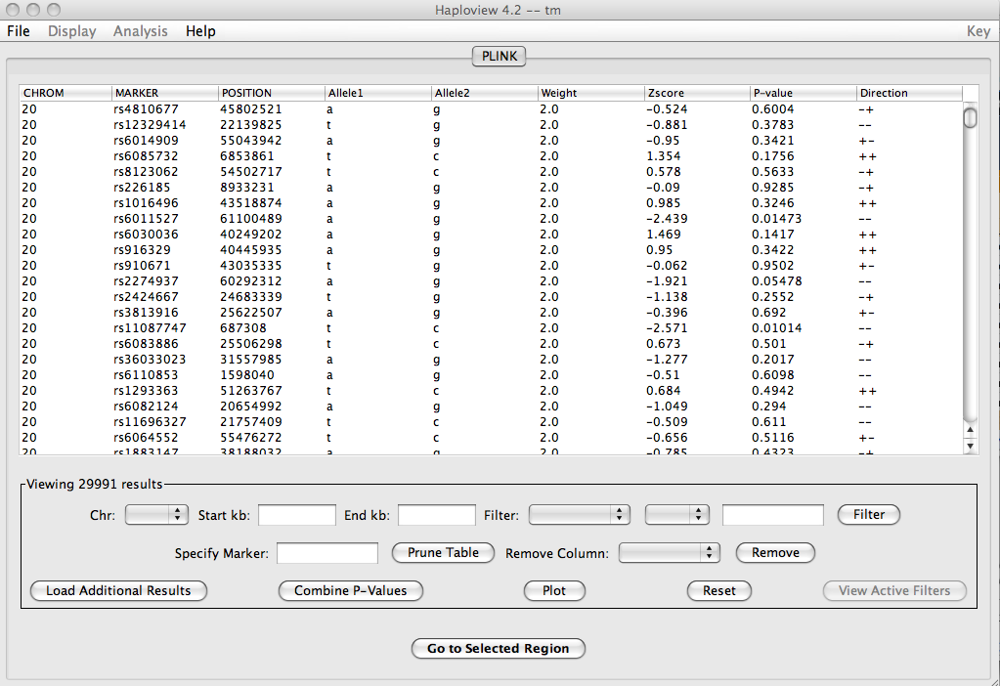 Haploview 4.2 -- tm
File Display Analysis Help Key
PLINK
CHROM MARKER POSITION Allele1 Allele2 Weight Zscore P-value Direction
20 rs4810677 45802521 a g 2.0 -0.524 0.6004 -+
20 rs12329414 22139825 t g 2.0 -0.881 0.3783 --
20 rs6014909 55043942 a g 2.0 -0.95 0.3421 +-
20 rs6085732 6853861 t c 2.0 1.354 0.1756 ++
20 rs8123062 54502717 t c 2.0 0.578 0.5633 -+
20 rs226185 8933231 a g 2.0 -0.09 0.9285 -+
20 rs1016496 43518874 a g 2.0 0.985 0.3246 ++
20 rs6011527 61100489 a g 2.0 -2.439 0.01473 --
20 rs6030036 40249202 a g 2.0 1.469 0.1417 ++
20 rs916329 40445935 a g 2.0 0.95 0.3422 ++
20 rs910671 43035335 t g 2.0 -0.062 0.9502 +-
20 rs2274937 60292312 a g 2.0 -1.921 0.05478 --
20 rs2424667 24683339 t g 2.0 -1.138 0.2552 -+
20 rs3813916 25622507 a g 2.0 -0.396 0.692 +-
20 rs11087747 687308 t c 2.0 -2.571 0.01014 --
20 rs6083886 25506298 t c 2.0 0.673 0.501 -+
20 rs36033023 31557985 a g 2.0 -1.277 0.2017 --
20 rs6110853 1598040 a g 2.0 -0.51 0.6098 --
20 rs1293363 51263767 t c 2.0 0.684 0.4942 ++
20 rs6082124 20654992 a g 2.0 -1.049 0.294 --
20 rs11696327 21757409 t c 2.0 -0.509 0.611 --
20 rs6064552 55476272 t c 2.0 -0.656 0.5116 +-
20 rs1883147 38188032 a g 2.0 -0.785 0.4323 -+
Viewing 29991 results
Chr: Start kb: End kb: Filter: Filter
Specify Marker: Prune Table Remove Column: Remove
Load Additional Results Combine P-Values Plot Reset View Active Filters
Go to Selected Region